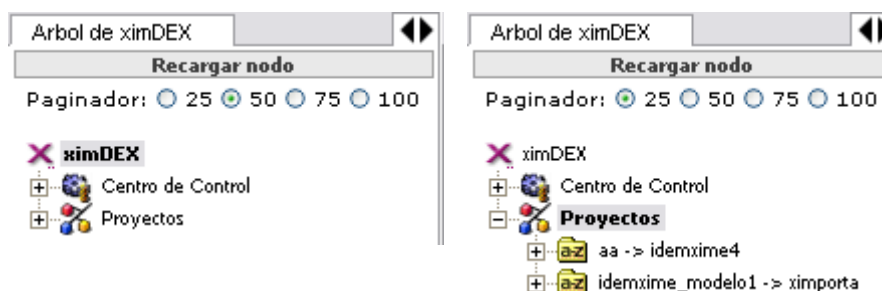 Arbol de ximDEX
Recargar nodo
Paginador: 25 50 75 100
ximDEX
Centro de Control
Proyectos
Arbol de ximDEX
Recargar nodo
Paginador: 25 50 75 100
ximDEX
Centro de Control
Proyectos
a-z aa -> idemxime4
a-z idemxime_modelo1 -> ximporta